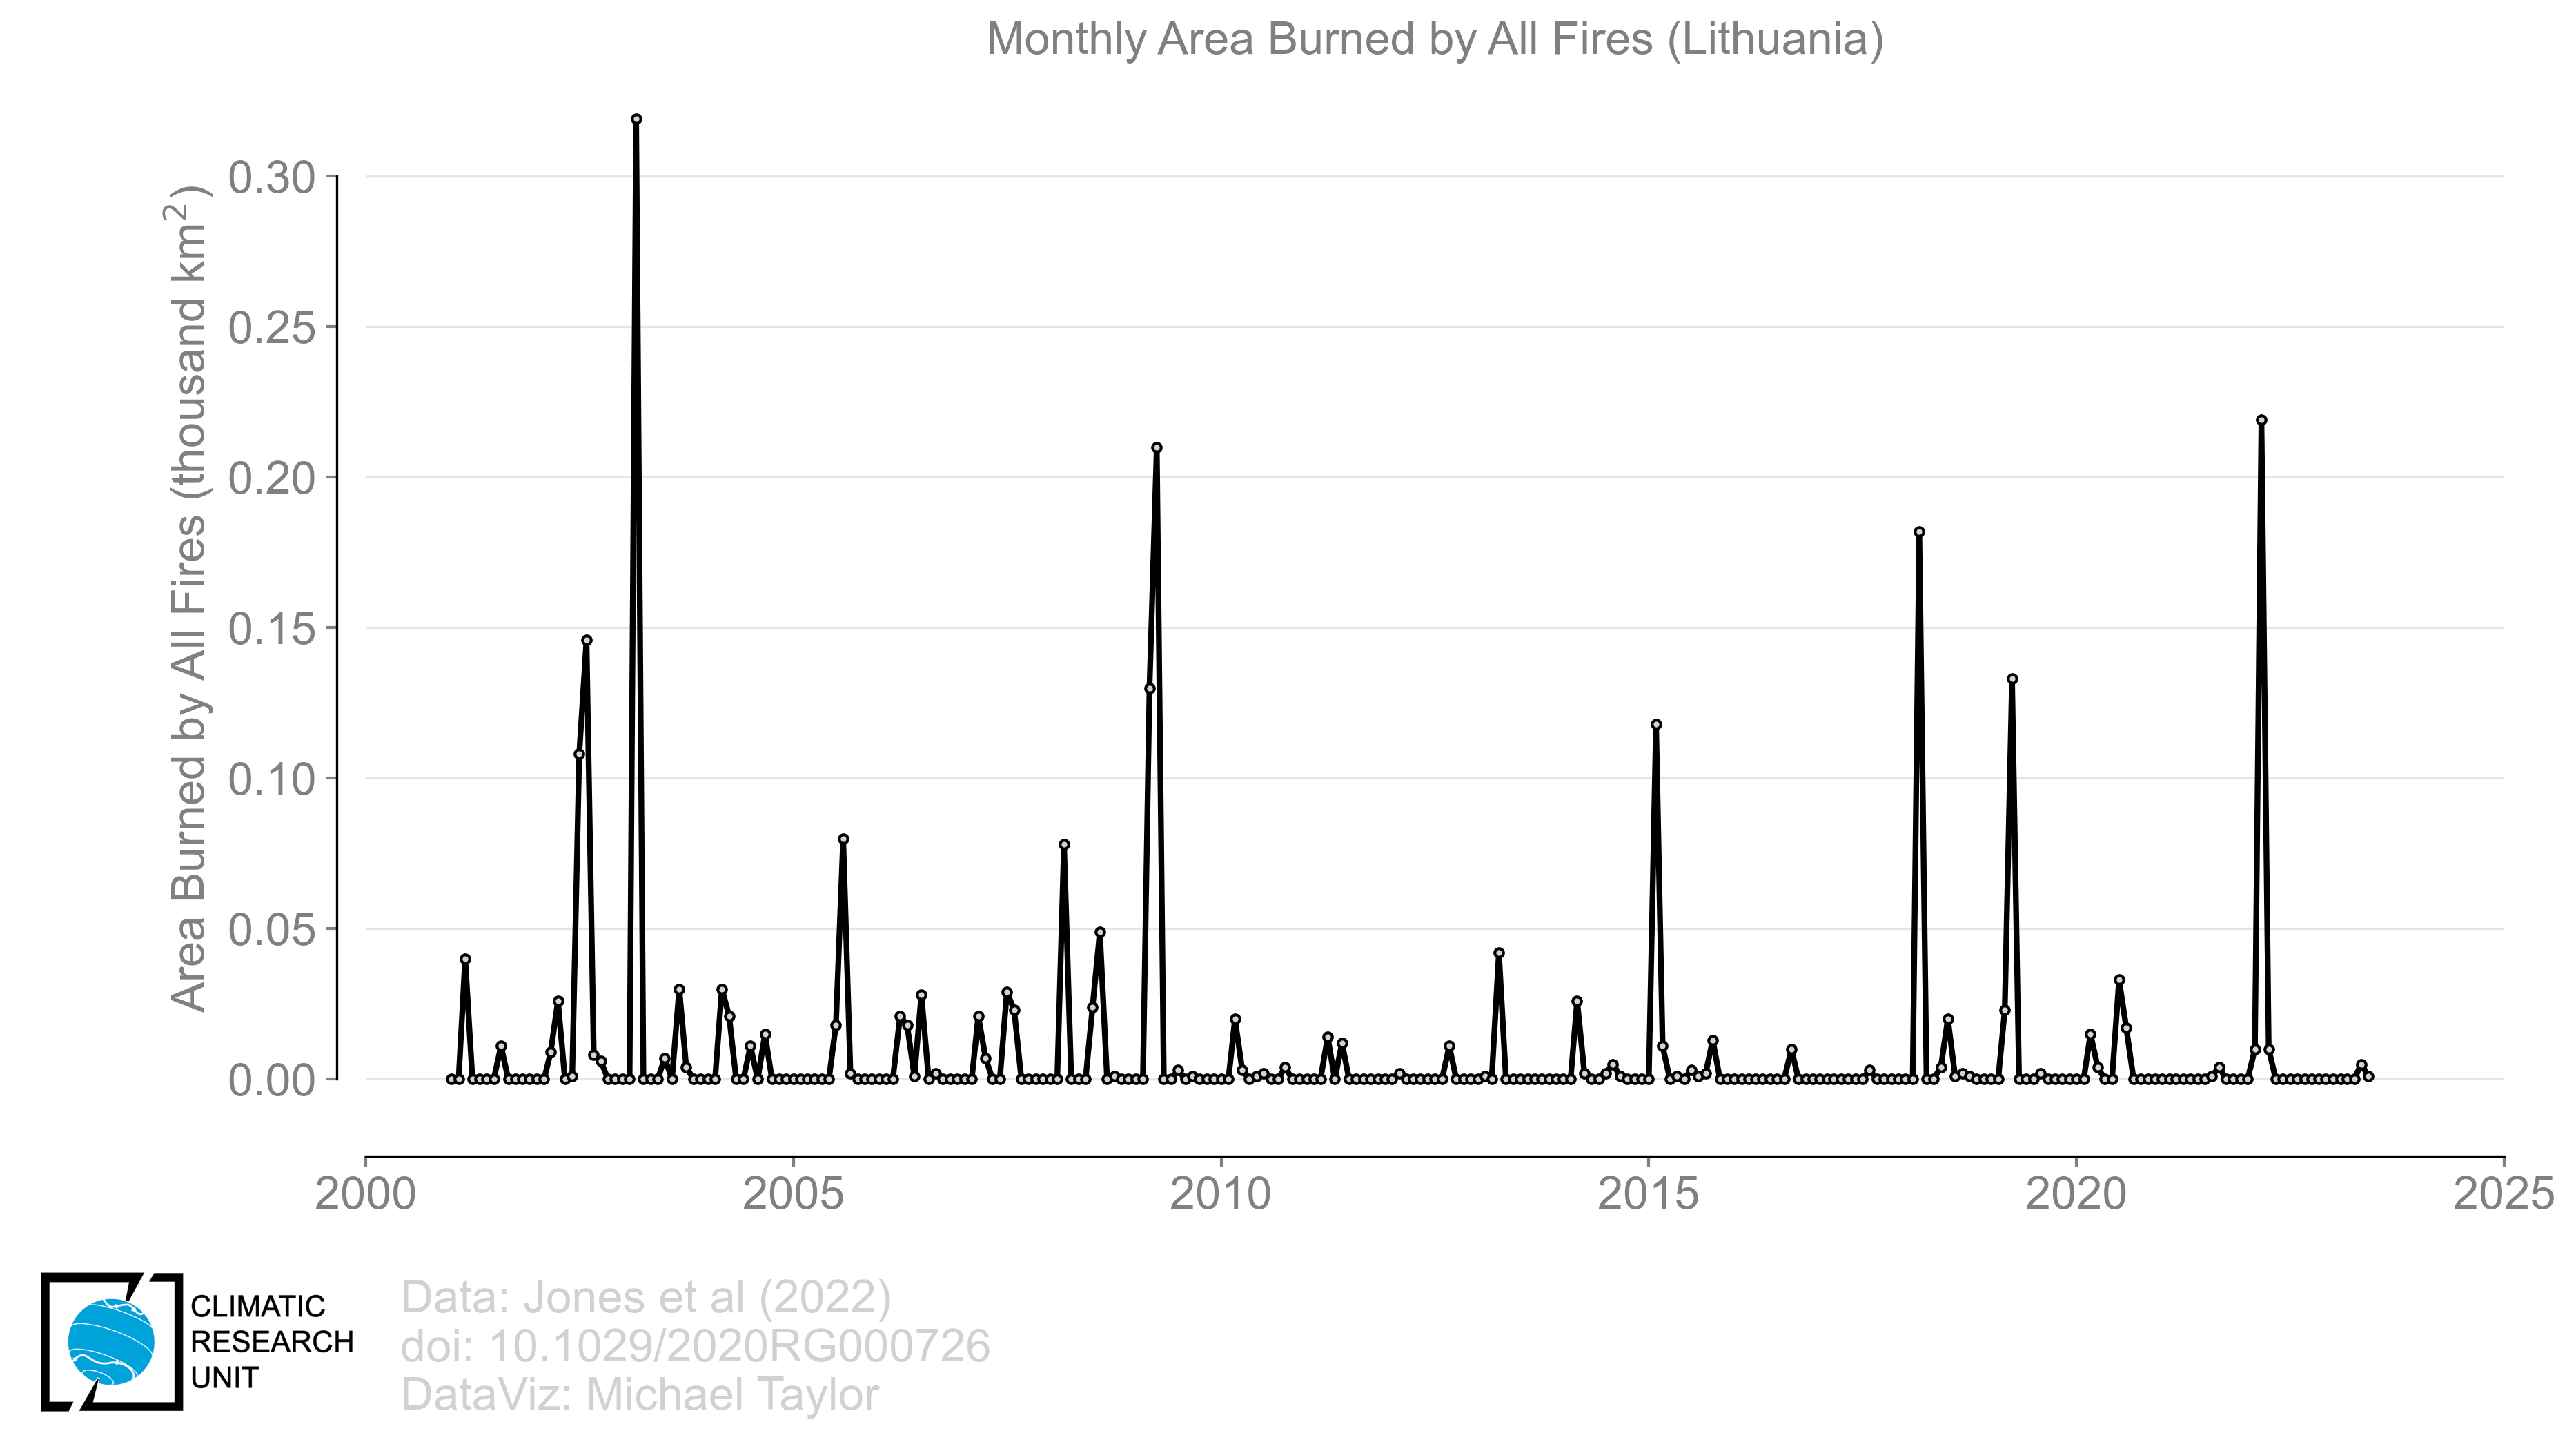 Monthly Area Burned by All Fires (Lithuania)
Area Burned by All Fires (thousand km²)
0.30
0.25
0.20
0.15
0.10
0.05
0.00
2000 2005 2010 2015 2020 2025
CLIMATIC
RESEARCH
UNIT
Data: Jones et al (2022)
doi: 10.1029/2020RG000726
DataViz: Michael Taylor